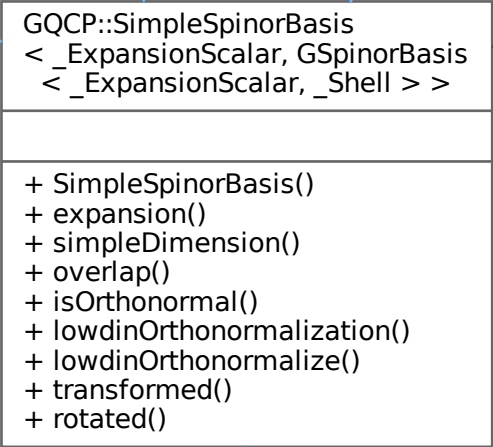 GQCP::SimpleSpinorBasis
< _ExpansionScalar, GSpinorBasis
< _ExpansionScalar, _Shell > >
+ SimpleSpinorBasis()
+ expansion()
+ simpleDimension()
+ overlap()
+ isOrthonormal()
+ lowdinOrthonormalization()
+ lowdinOrthonormalize()
+ transformed()
+ rotated()